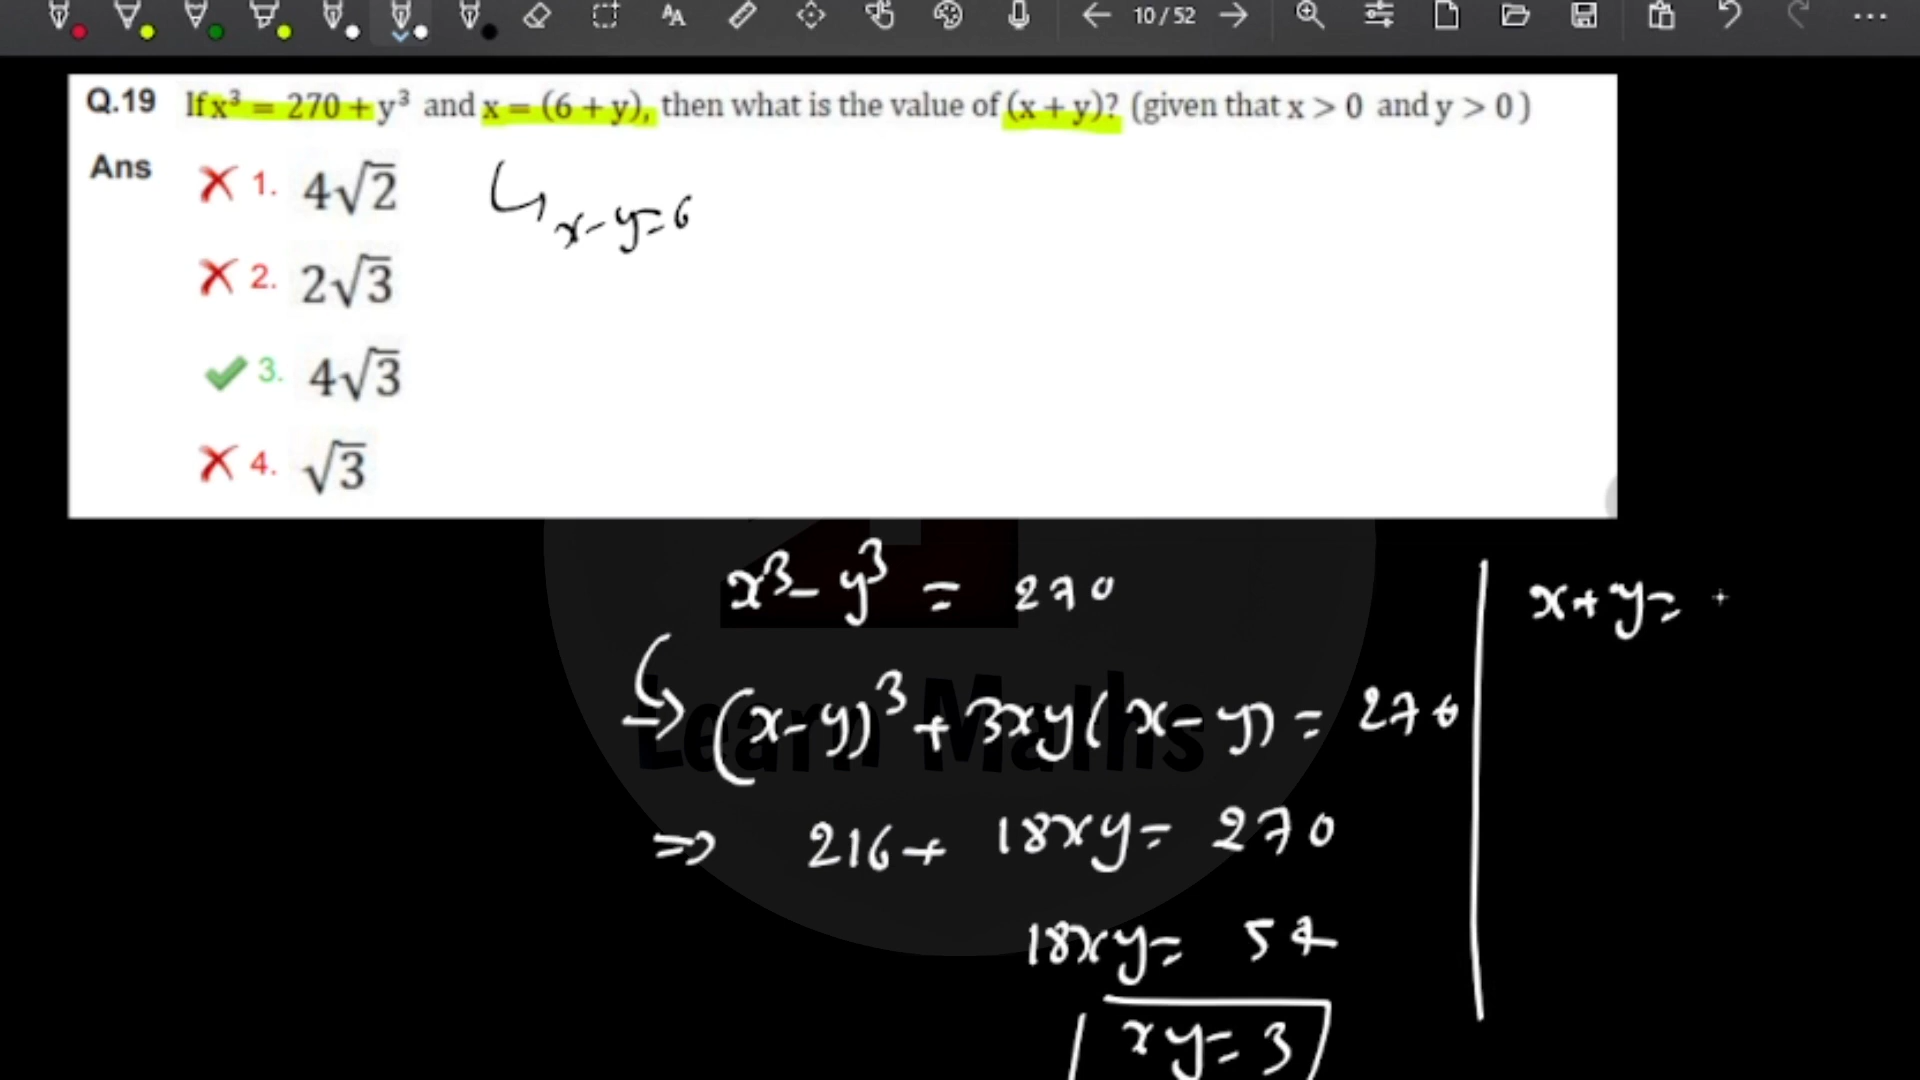 10 / 52
Q.19 If x³ = 270 + y³ and x = (6 + y), then what is the value of (x + y)? (given that x > 0 and y > 0)
Ans
1. 4√2
x-y=6
2. 2√3
3. 4√3
4. √3
x³-y³ = 270
x+y=
(x-y)³+3xy(x-y) = 270
Learn Maths
⇒ 216+ 18xy= 270
18xy= 54
xy= 3